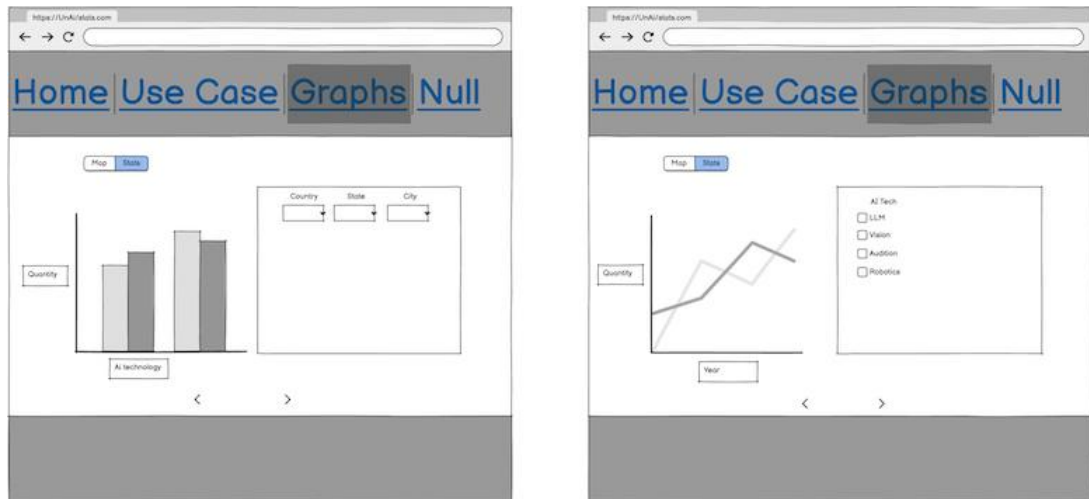 https://UnAi/stats.com
Home Use Case Graphs Null
Map Stats
Country State City
Quantity
Ai technology
https://UnAi/stats.com
Home Use Case Graphs Null
Map Stats
AI Tech
LLM
Vision
Audition
Robotics
Quantity
Year